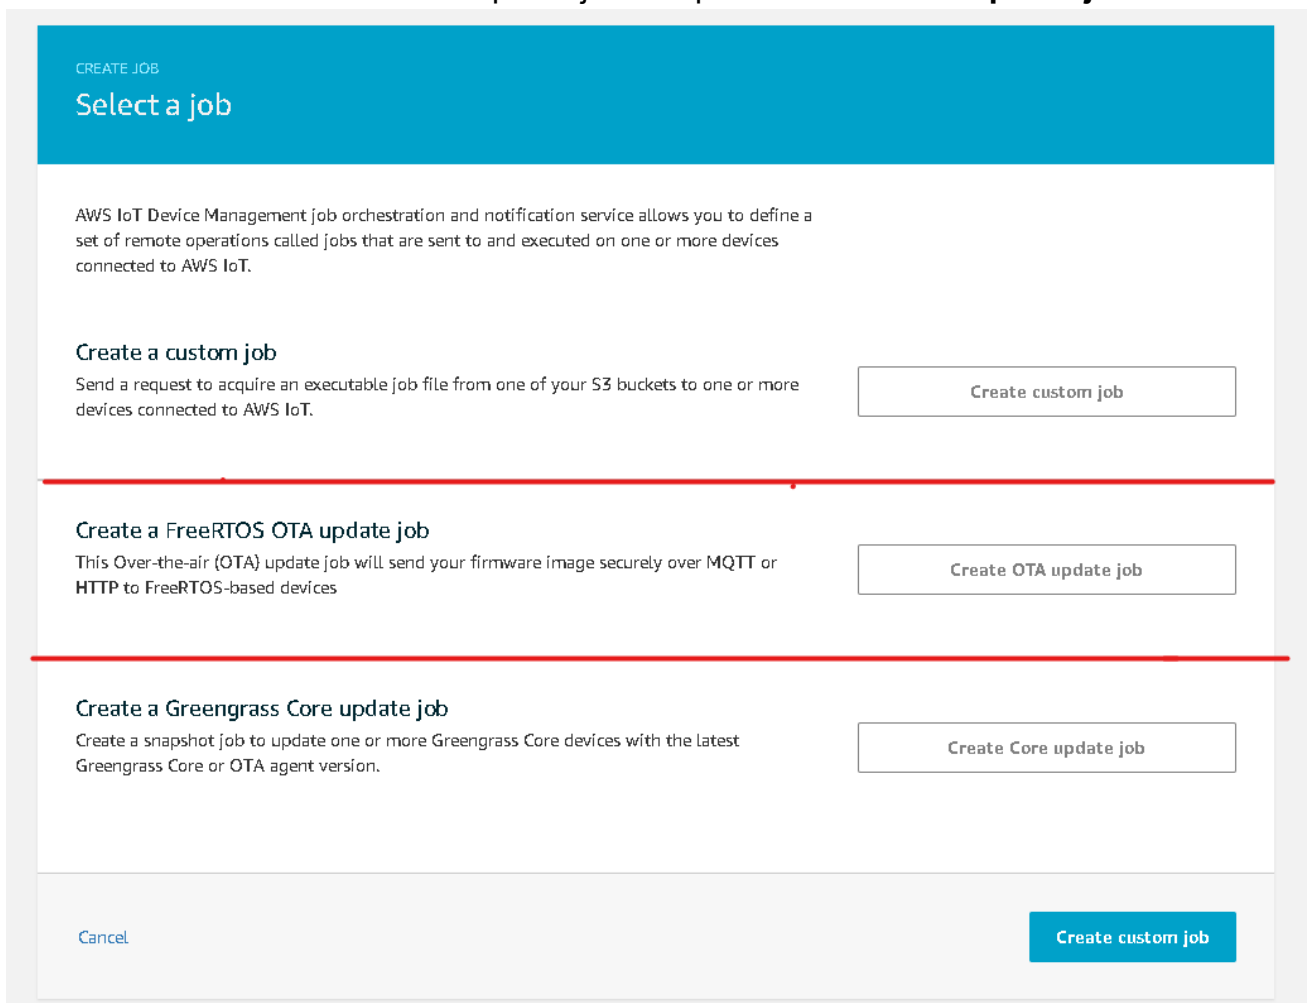 CREATE JOB
Select a job
AWS IoT Device Management job orchestration and notification service allows you to define a
set of remote operations called jobs that are sent to and executed on one or more devices
connected to AWS IoT.
Create a custom job
Send a request to acquire an executable job file from one of your S3 buckets to one or more
devices connected to AWS IoT.
Create custom job
Create a FreeRTOS OTA update job
This Over-the-air (OTA) update job will send your firmware image securely over MQTT or
HTTP to FreeRTOS-based devices
Create OTA update job
Create a Greengrass Core update job
Create a snapshot job to update one or more Greengrass Core devices with the latest
Greengrass Core or OTA agent version.
Create Core update job
Cancel
Create custom job